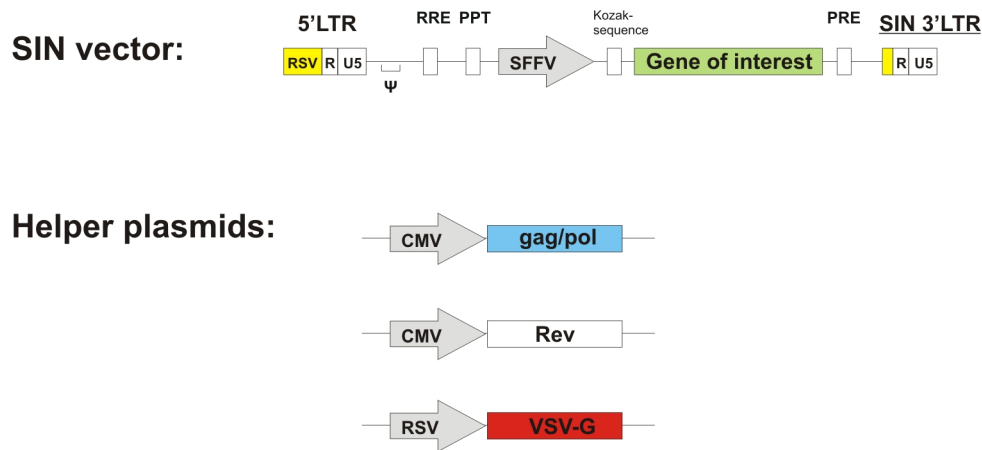 5'LTR
RRE PPT
Kozak-
sequence
PRE
SIN 3'LTR
SIN vector:
RSV R U5
SFFV
Gene of interest
R U5
Ψ
Helper plasmids:
CMV gag/pol
CMV Rev
RSV VSV-G